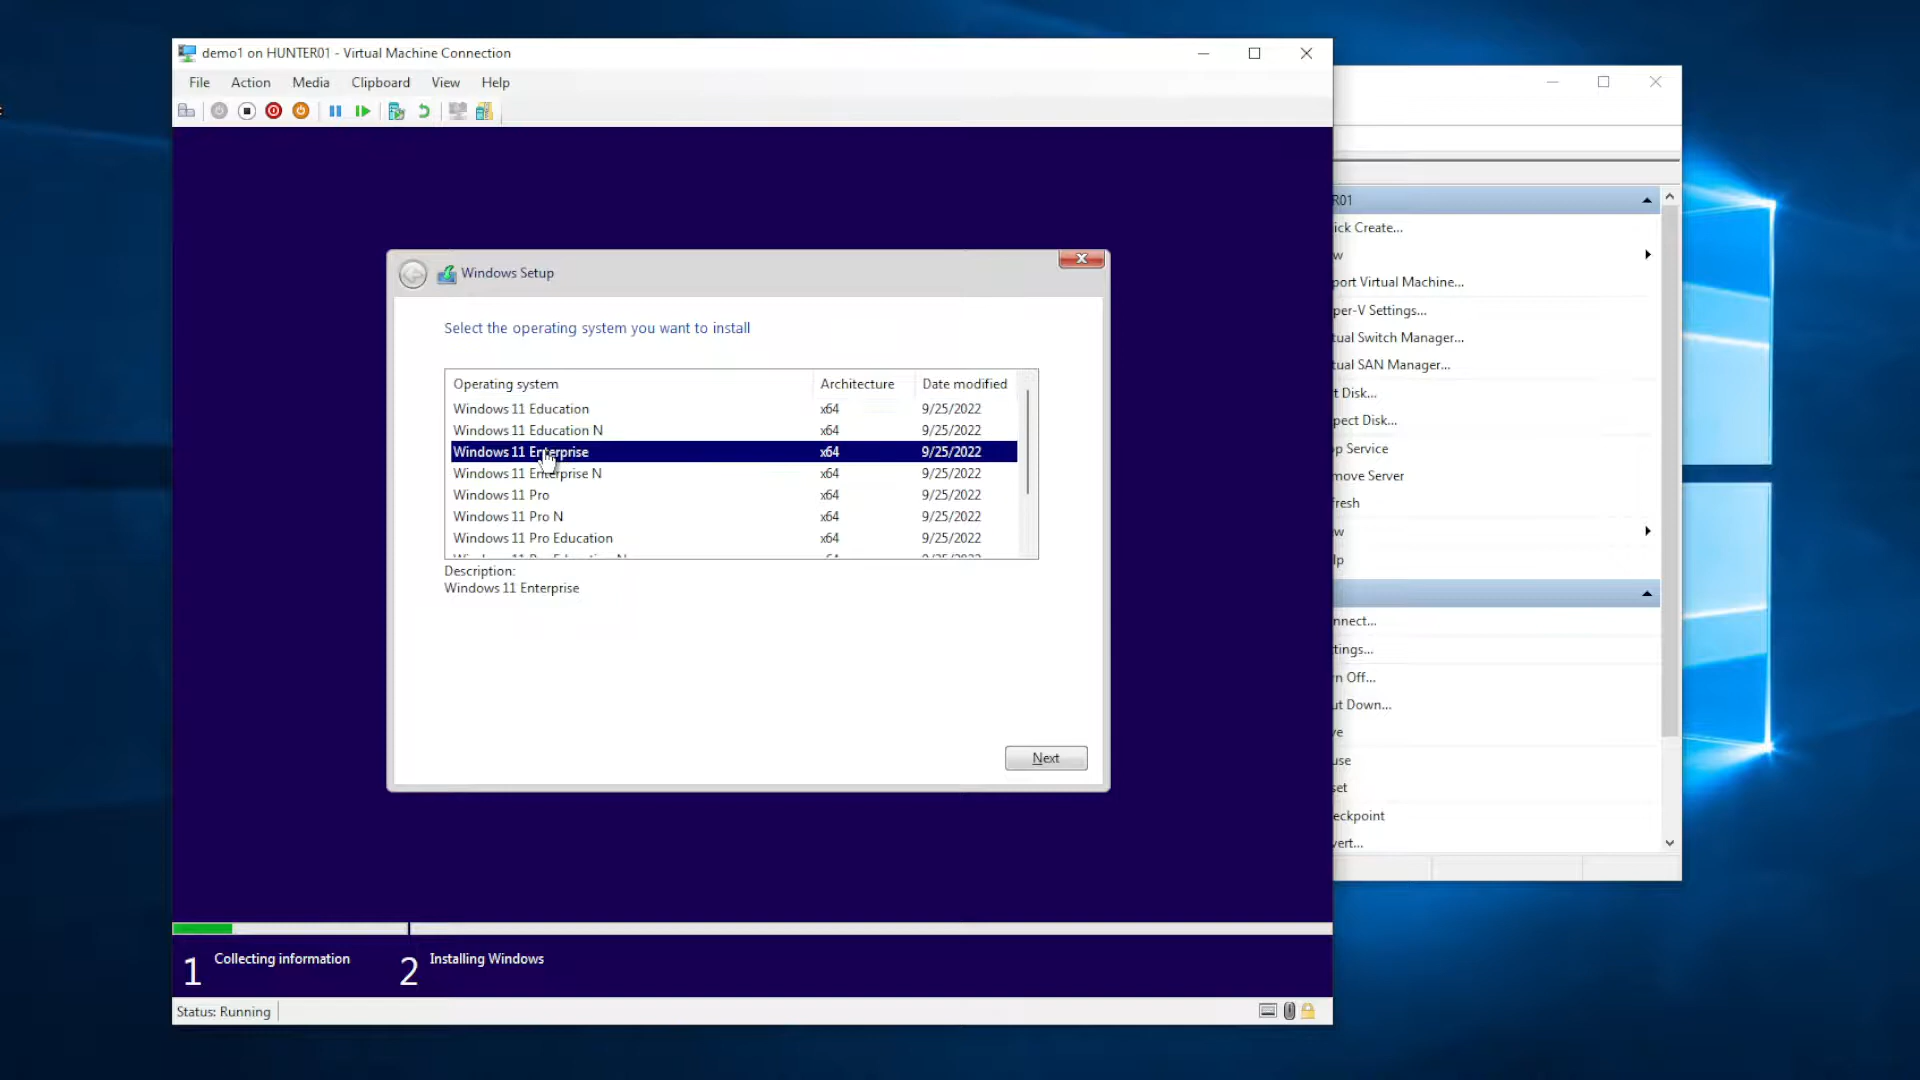 demo1 on HUNTER01 - Virtual Machine Connection
File Action Media Clipboard View Help
Windows Setup
Select the operating system you want to install
Operating system Architecture Date modified
Windows 11 Education x64 9/25/2022
Windows 11 Education N x64 9/25/2022
Windows 11 Enterprise x64 9/25/2022
Windows 11 Enterprise N x64 9/25/2022
Windows 11 Pro x64 9/25/2022
Windows 11 Pro N x64 9/25/2022
Windows 11 Pro Education x64 9/25/2022
Description:
Windows 11 Enterprise
Next
1 Collecting information
2 Installing Windows
Status: Running
R01
ick Create...
w
port Virtual Machine...
per-V Settings...
tual Switch Manager...
tual SAN Manager...
t Disk...
pect Disk...
p Service
move Server
fresh
w
lp
nnect...
tings...
n Off...
ut Down...
ve
use
set
eckpoint
vert...